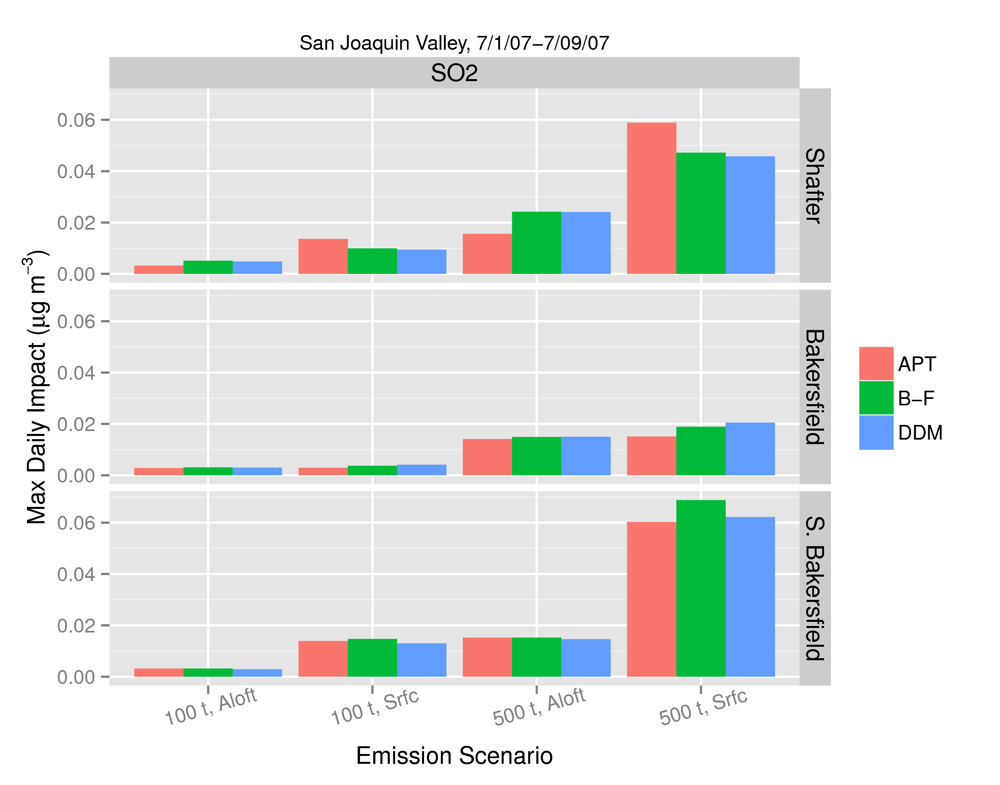 San Joaquin Valley, 7/1/07−7/09/07
SO2
Max Daily Impact (μg m⁻³)
0.06
0.04
0.02
0.00
Shafter
0.06
0.04
0.02
0.00
Bakersfield
0.06
0.04
0.02
0.00
S. Bakersfield
100 t, Aloft
100 t, Srfc
500 t, Aloft
500 t, Srfc
Emission Scenario
APT
B−F
DDM